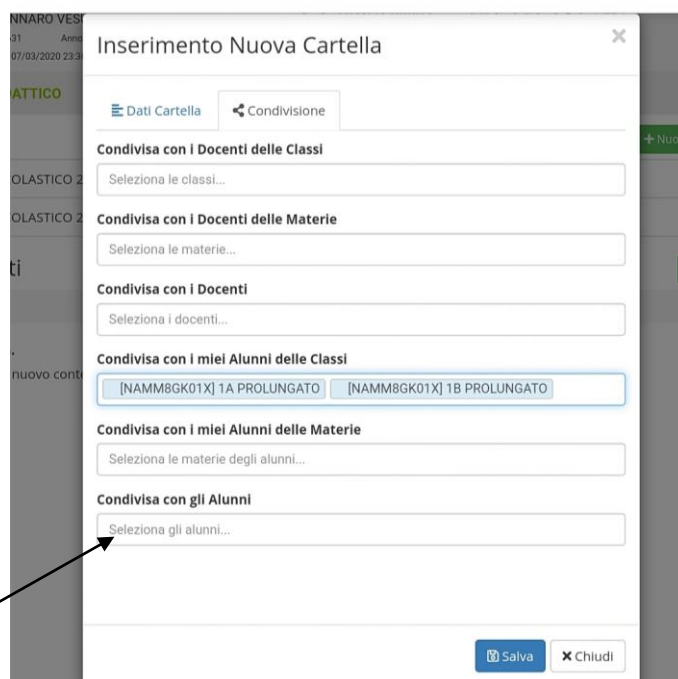 NNARO VES
31 Anno
07/03/2020 23:3
Inserimento Nuova Cartella ×
ATTICO
Dati Cartella Condivisione
+ Nuo
Condivisa con i Docenti delle Classi
Seleziona le classi...
OLASTICO 2
Condivisa con i Docenti delle Materie
OLASTICO 2
Seleziona le materie...
ti
Condivisa con i Docenti
Seleziona i docenti...
Condivisa con i miei Alunni delle Classi
nuovo conte
[NAMM8GK01X] 1A PROLUNGATO [NAMM8GK01X] 1B PROLUNGATO
Condivisa con i miei Alunni delle Materie
Seleziona le materie degli alunni...
Condivisa con gli Alunni
Seleziona gli alunni...
Salva × Chiudi